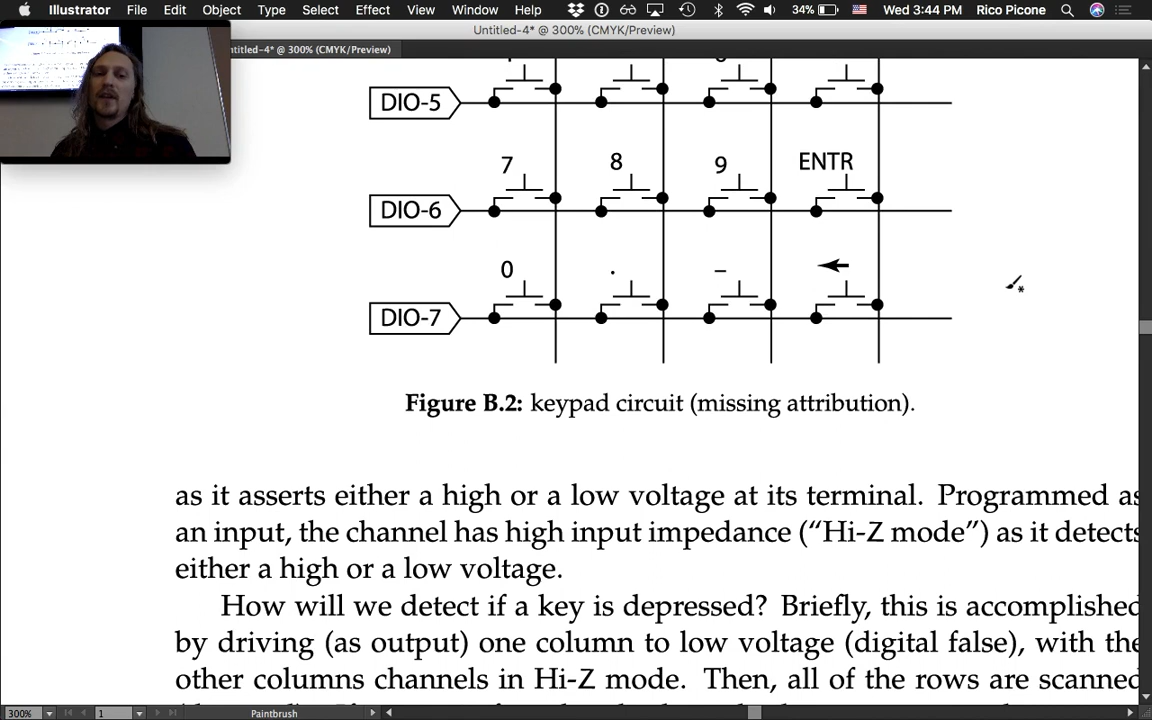 Illustrator File Edit Object Type Select Effect View Window Help 34% Wed 3:44 PM Rico Picone
Untitled-4* @ 300% (CMYK/Preview)
ntitled-4* @ 300% (CMYK/Preview)
DIO-5
7 8 9 ENTR
DIO-6
0 . –
DIO-7
Figure B.2: keypad circuit (missing attribution).
as it asserts either a high or a low voltage at its terminal. Programmed as
an input, the channel has high input impedance (“Hi-Z mode”) as it detects
either a high or a low voltage.
How will we detect if a key is depressed? Briefly, this is accomplished
by driving (as output) one column to low voltage (digital false), with the
other columns channels in Hi-Z mode. Then, all of the rows are scanned
300% 1 Paintbrush